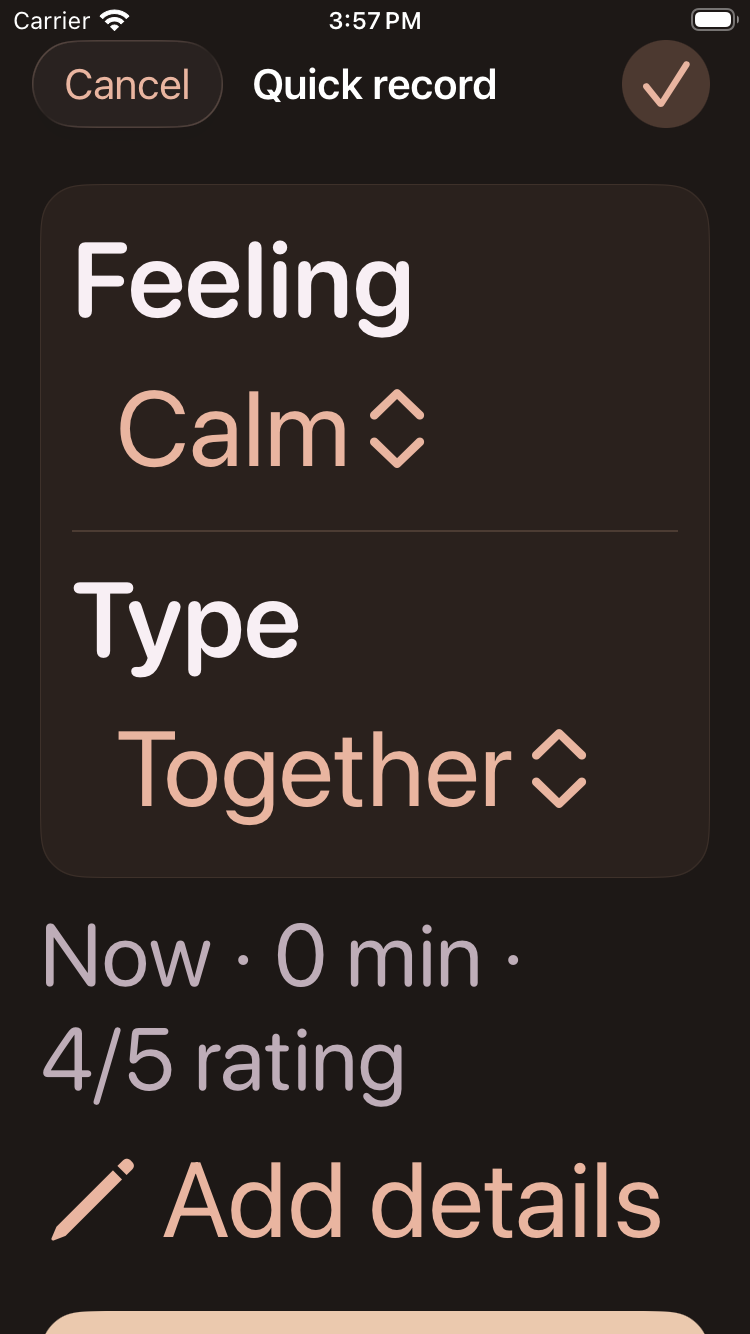 Carrier 3:57 PM
Cancel Quick record
Feeling
Calm
Type
Together
Now · 0 min ·
4/5 rating
Add details